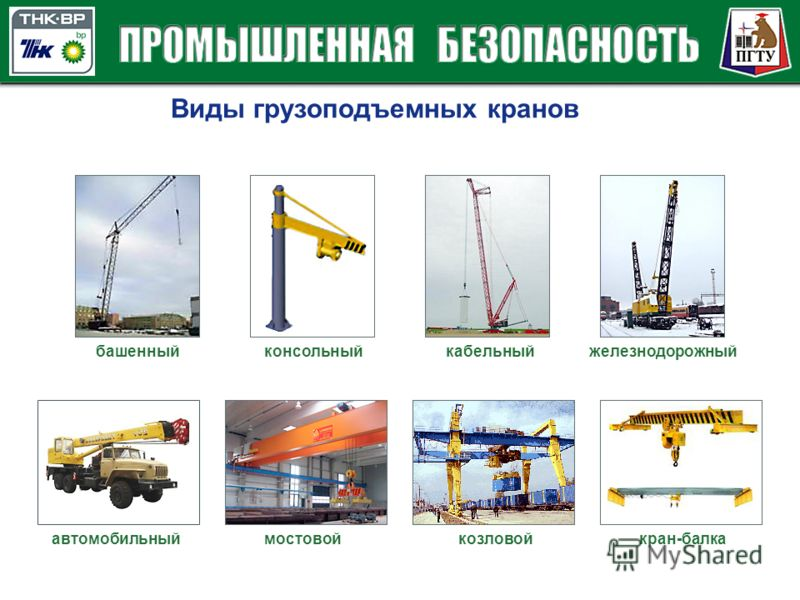 ТНК·ВР
ТНК
bp
ПРОМЫШЛЕННАЯ БЕЗОПАСНОСТЬ
ПГТУ
Виды грузоподъемных кранов
башенный
консольный
кабельный
железнодорожный
автомобильный
мостовой
козловой
кран-балка
MyShared